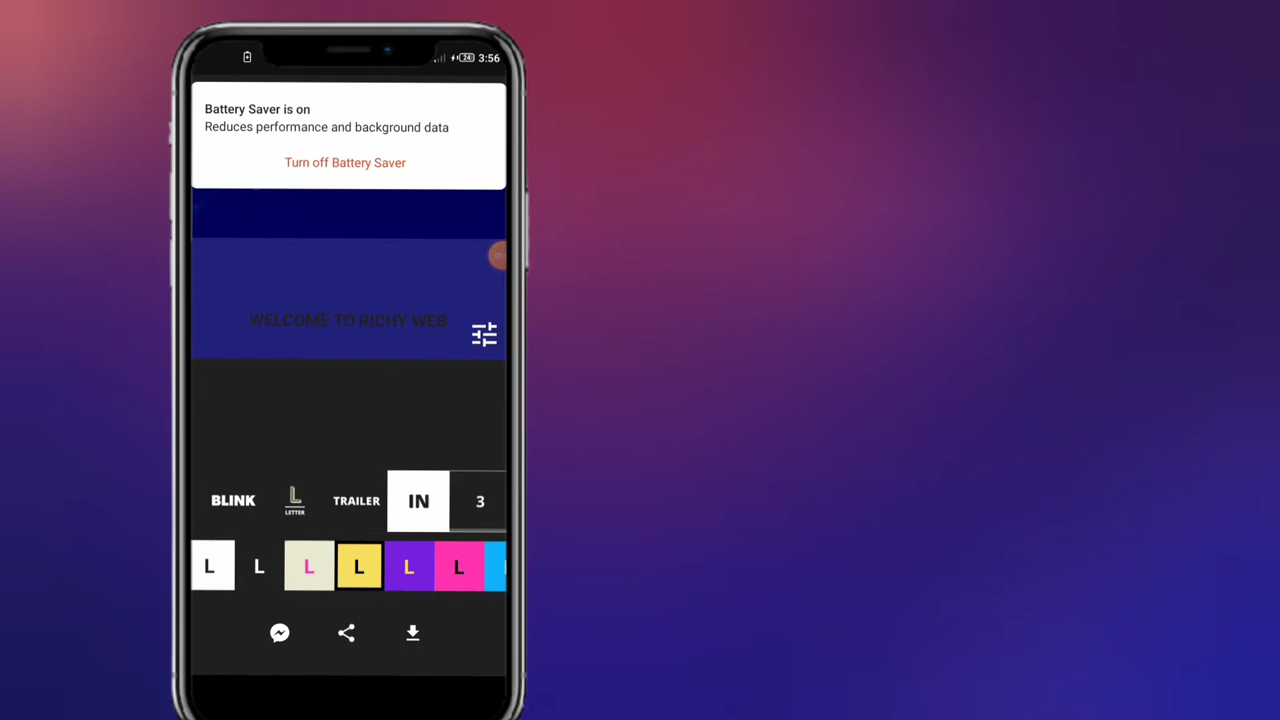 24 3:56
Battery Saver is on
Reduces performance and background data
Turn off Battery Saver
WELCOME TO RICHY WEB
BLINK L LETTER TRAILER IN 3
L L L L L L